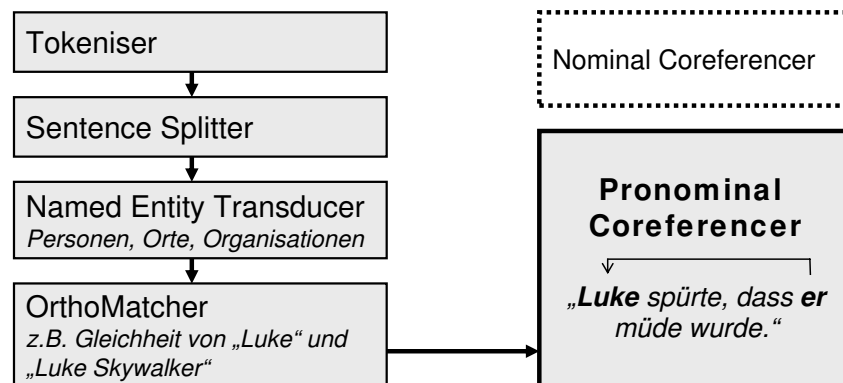 Tokeniser
Sentence Splitter
Named Entity Transducer
Personen, Orte, Organisationen
OrthoMatcher
z.B. Gleichheit von „Luke“ und
„Luke Skywalker“
Nominal Coreferencer
Pronominal
Coreferencer
„Luke spürte, dass er
müde wurde.“